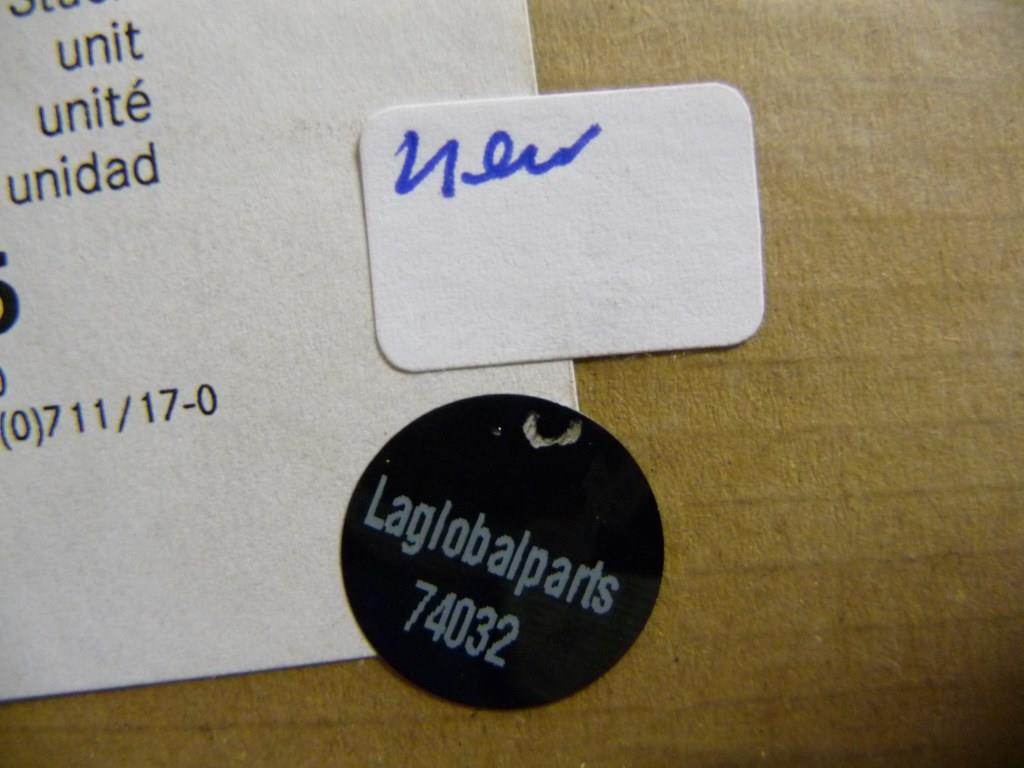 unit
unité
unidad
(0)711/17-0
new
Laglobalparts
74032